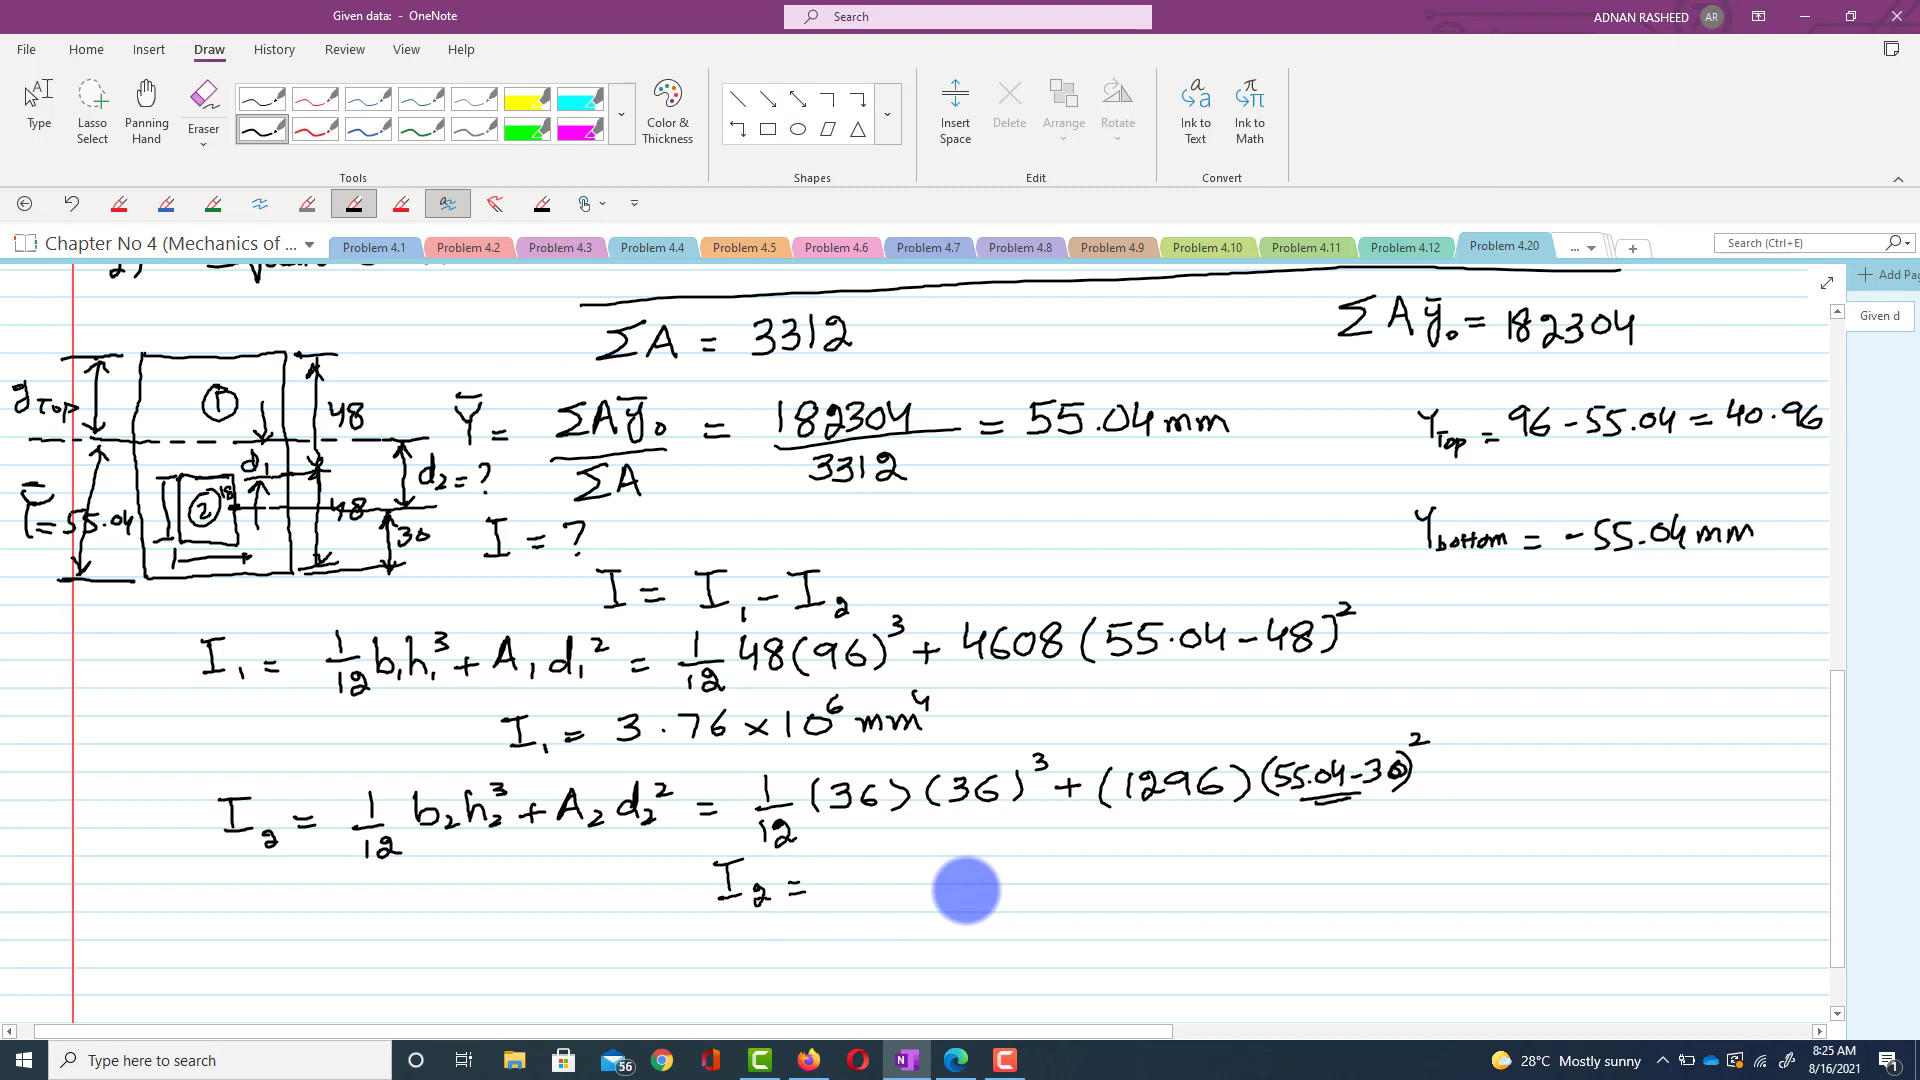 Given data: - OneNote
Search
ADNAN RASHEED
AR
File Home Insert Draw History Review View Help
Type
Lasso Select
Panning Hand
Eraser
Color & Thickness
Insert Space
Delete
Arrange
Rotate
Ink to Text
Ink to Math
Tools
Shapes
Edit
Convert
Chapter No 4 (Mechanics of ...
Problem 4.1 Problem 4.2 Problem 4.3 Problem 4.4 Problem 4.5 Problem 4.6 Problem 4.7 Problem 4.8 Problem 4.9 Problem 4.10 Problem 4.11 Problem 4.12 Problem 4.20 ...
Search (Ctrl+E)
Add Pag
Given d
ΣA = 3312
ΣAȳ₀ = 182304
y Top
① 48
d₁
d₂ = ?
② 18
48
30
Ȳ = 55.04
Ȳ = ΣAȳ₀ / ΣA = 182304 / 3312 = 55.04 mm
Y Top = 96 - 55.04 = 40.96
I = ?
Y bottom = -55.04 mm
I = I₁ - I₂
I₁ = 1/12 b₁h₁³ + A₁d₁² = 1/12 48(96)³ + 4608(55.04-48)²
I₁ = 3.76 × 10⁶ mm⁴
I₂ = 1/12 b₂h₂³ + A₂d₂² = 1/12 (36)(36)³ + (1296)(55.04-30)²
I₂ =
Type here to search
56
28°C Mostly sunny
8:25 AM
8/16/2021
1